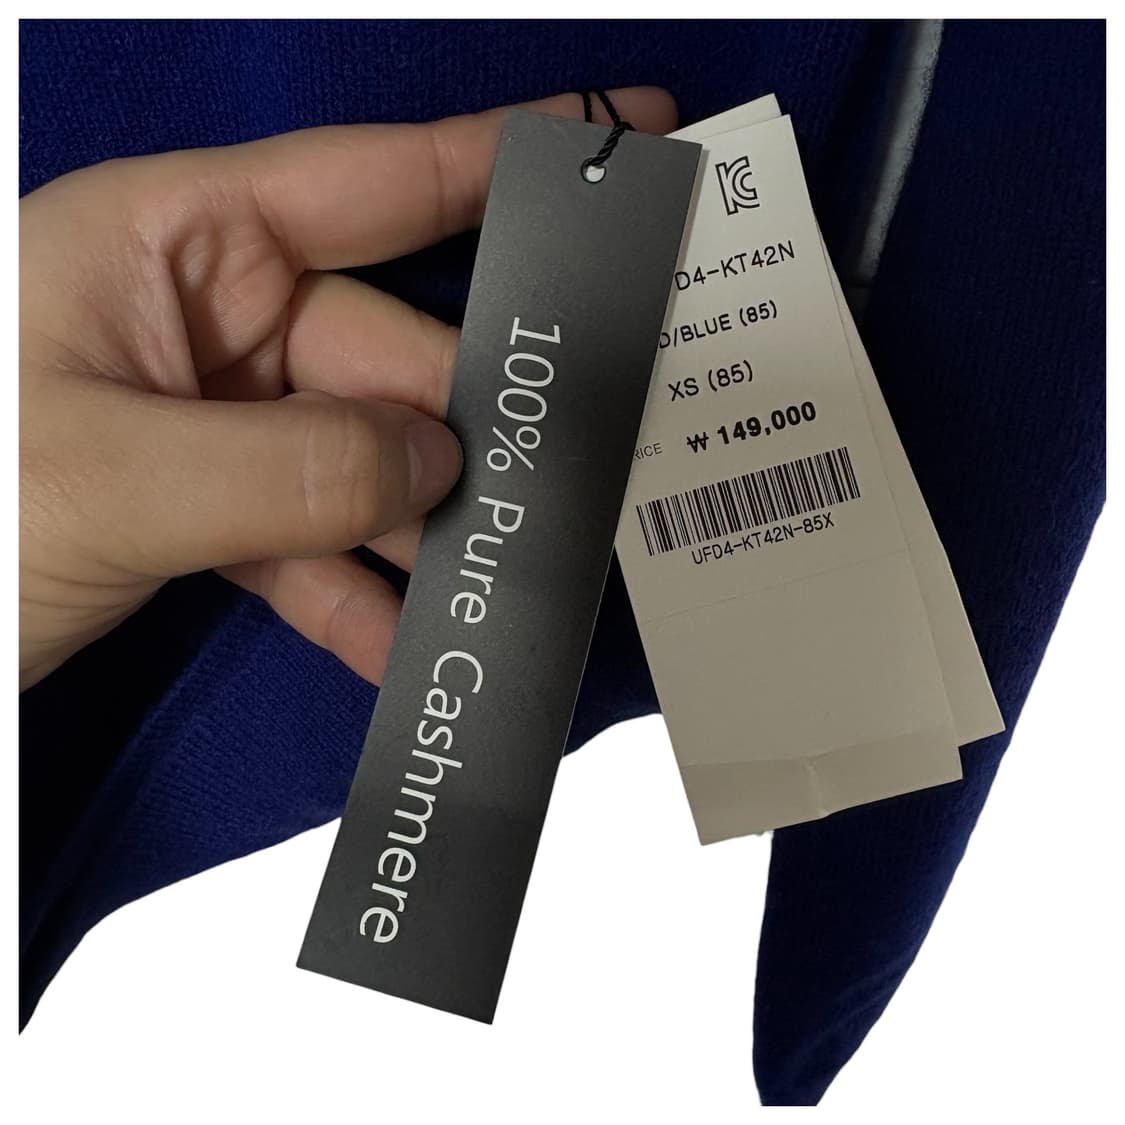 100% Pure Cashmere
KC
D4-KT42N
/BLUE (85)
XS (85)
RICE ₩ 149,000
UFD4-KT42N-85X